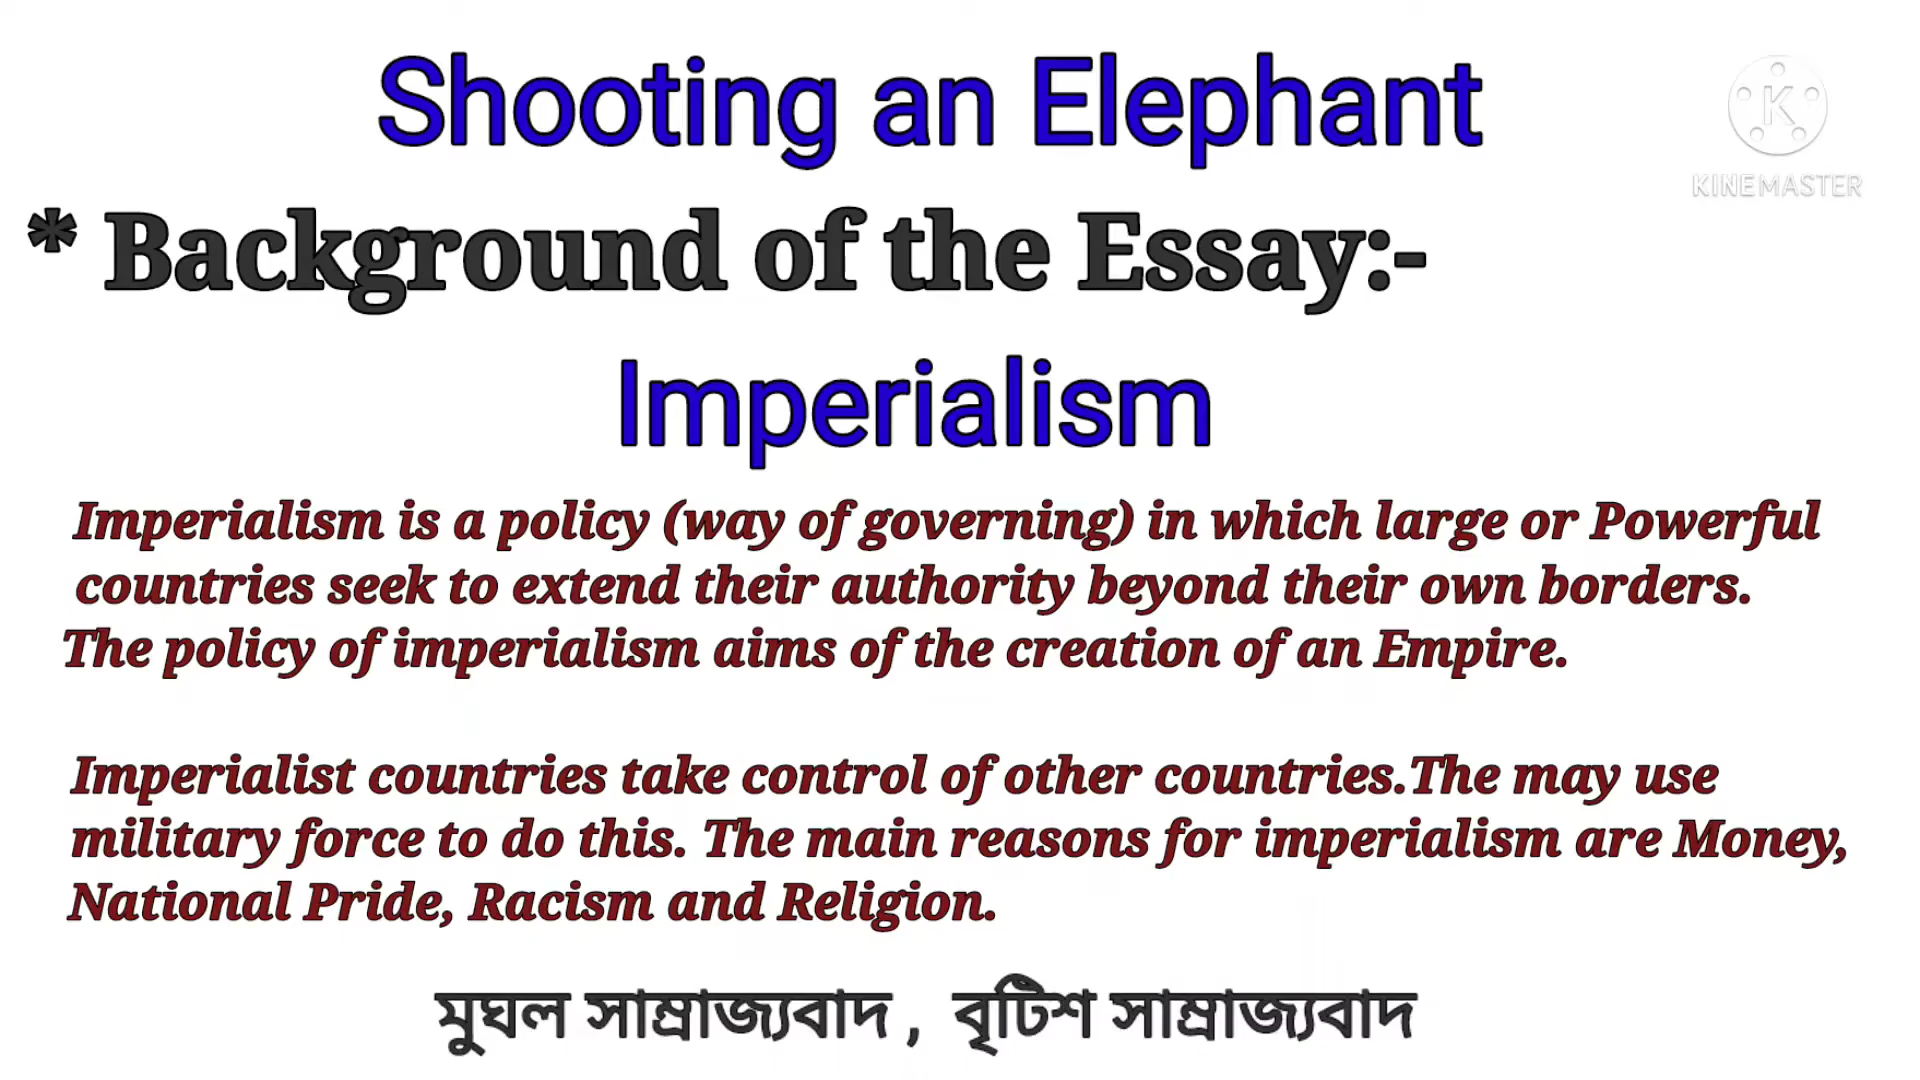 Shooting an Elephant
K
KINEMASTER
* Background of the Essay:-
Imperialism
Imperialism is a policy (way of governing) in which large or Powerful
countries seek to extend their authority beyond their own borders.
The policy of imperialism aims of the creation of an Empire.
Imperialist countries take control of other countries.The may use
military force to do this. The main reasons for imperialism are Money,
National Pride, Racism and Religion.
মুঘল সাম্রাজ্যবাদ , বৃটিশ সাম্রাজ্যবাদ